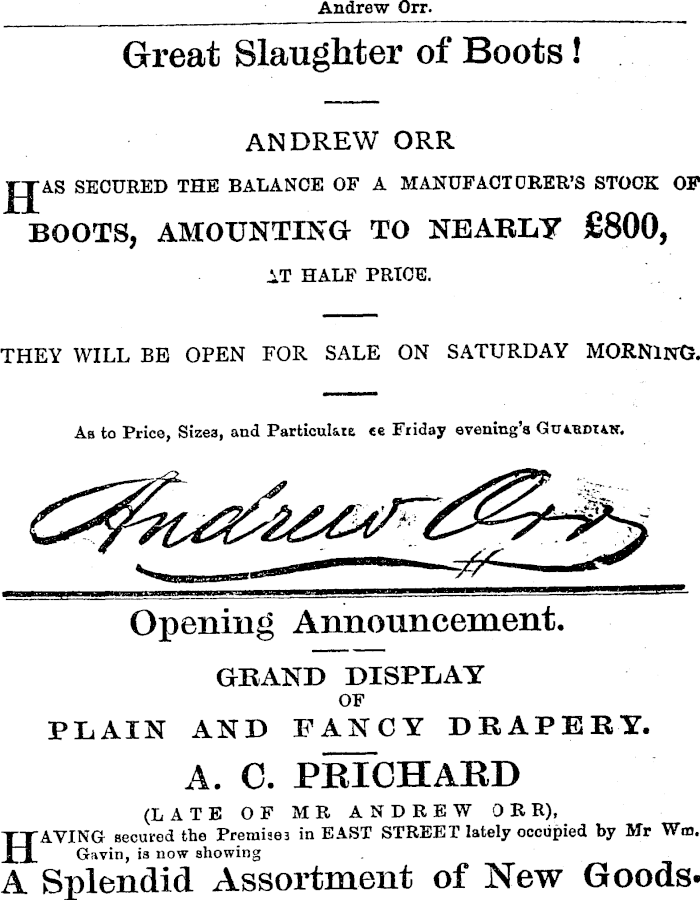 Andrew Orr.
Great Slaughter of Boots!
ANDREW ORR
HAS SECURED THE BALANCE OF A MANUFACTURER'S STOCK OF
BOOTS, AMOUNTING TO NEARLY £800,
AT HALF PRICE.
THEY WILL BE OPEN FOR SALE ON SATURDAY MORNING.
As to Price, Sizes, and Friday evening's GUARDIAN.
Andrew Orr
Opening Announcement.
GRAND DISPLAY
OF
PLAIN AND FANCY DRAPERY.
A. C. PRICHARD
(LATE OF MR ANDREW ORR),
HAVING secured the Premises in EAST STREET lately occupied by Mr Wm.
Gavin, is now showing
A Splendid Assortment of New Goods.